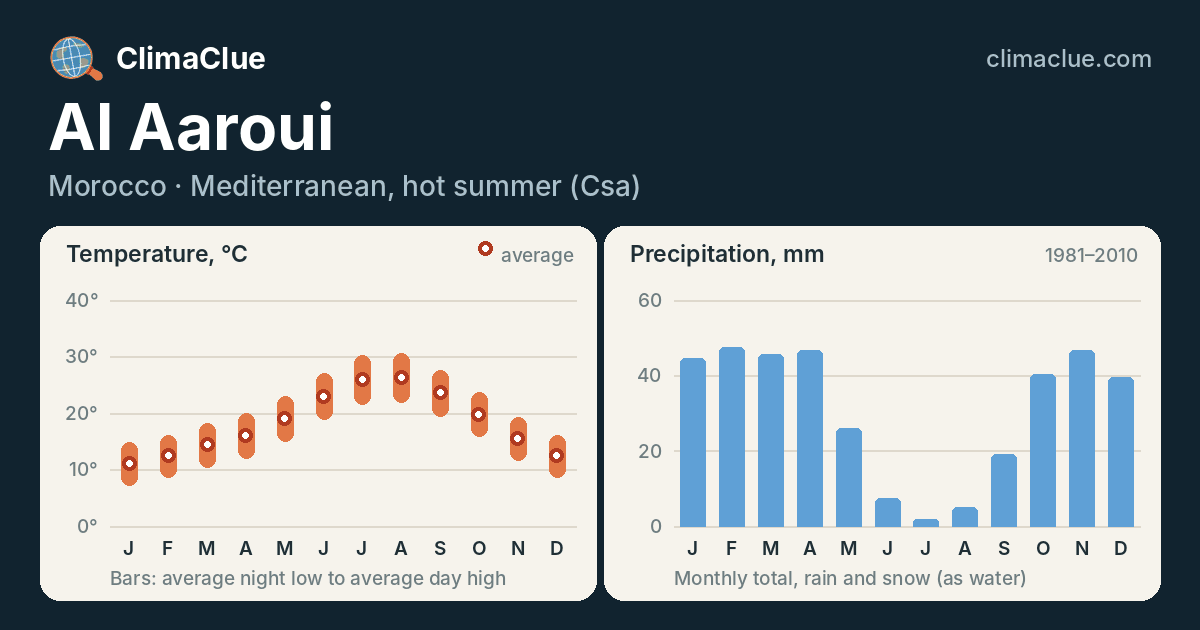 ClimaClue
climaclue.com
Al Aaroui
Morocco · Mediterranean, hot summer (Csa)
Temperature, °C
average
40°
30°
20°
10°
0°
J F M A M J J A S O N D
Bars: average night low to average day high
Precipitation, mm
1981–2010
60
40
20
0
J F M A M J J A S O N D
Monthly total, rain and snow (as water)